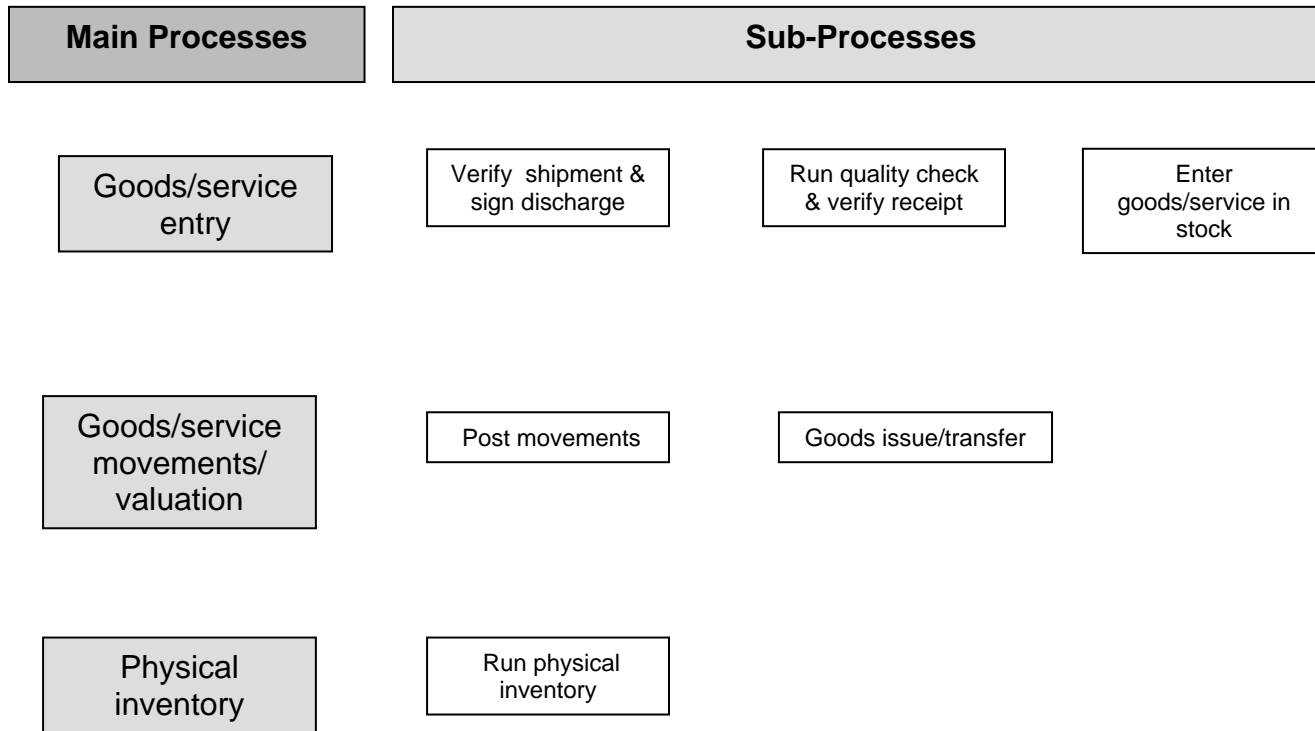 Main Processes
Sub-Processes
Goods/service
entry
Verify shipment &
sign discharge
Run quality check
& verify receipt
Enter
goods/service in
stock
Goods/service
movements/
valuation
Post movements
Goods issue/transfer
Physical
inventory
Run physical
inventory